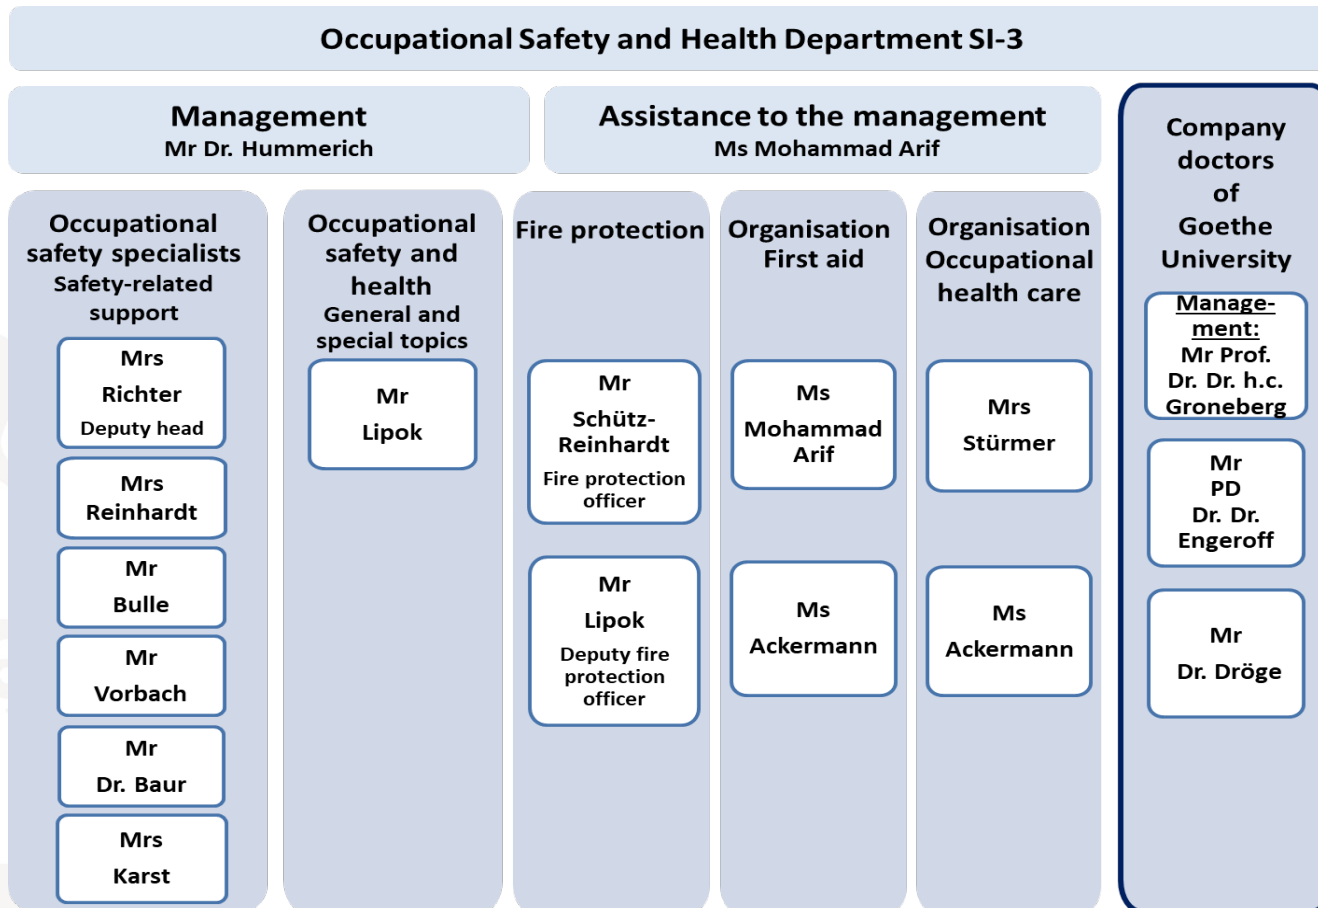 Occupational Safety and Health Department SI-3
Management
Mr Dr. Hummerich
Assistance to the management
Ms Mohammad Arif
Occupational
safety specialists
Safety-related
support
Mrs
Richter
Deputy head
Mrs
Reinhardt
Mr
Bulle
Mr
Vorbach
Mr
Dr. Baur
Mrs
Karst
Occupational
safety and
health
General and
special topics
Mr
Lipok
Fire protection
Mr
Schütz-
Reinhardt
Fire protection
officer
Mr
Lipok
Deputy fire
protection
officer
Organisation
First aid
Ms
Mohammad
Arif
Ms
Ackermann
Organisation
Occupational
health care
Mrs
Stürmer
Ms
Ackermann
Company
doctors
of
Goethe
University
Manage-
ment:
Mr Prof.
Dr. Dr. h.c.
Groneberg
Mr
PD
Dr. Dr.
Engeroff
Mr
Dr. Dröge